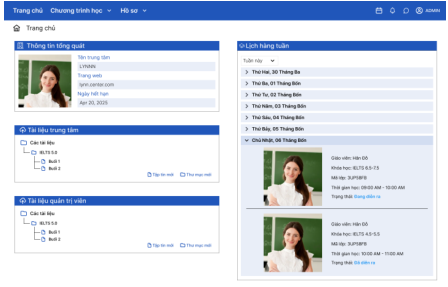 Trang chủ Chương trình học Hồ sơ ADMIN
Trang chủ
Thông tin tổng quát
Tên trung tâm
LYNNN
Trang web
lynn.center.com
Ngày hết hạn
Apr 20, 2025
Tài liệu trung tâm
Các tài liệu
IELTS 5.0
Buổi 1
Buổi 2
Tập tin mới Thư mục mới
Tài liệu quản trị viên
Các tài liệu
IELTS 5.0
Buổi 1
Buổi 2
Tập tin mới Thư mục mới
Lịch hàng tuần
Tuần này
Thứ Hai, 30 Tháng Ba
Thứ Ba, 01 Tháng Bốn
Thứ Tư, 02 Tháng Bốn
Thứ Năm, 03 Tháng Bốn
Thứ Sáu, 04 Tháng Bốn
Thứ Bảy, 05 Tháng Bốn
Chủ Nhật, 06 Tháng Bốn
Giáo viên: Hân Đỗ
Khóa học: IELTS 6.5-7.5
Mã lớp: 3UP5BFB
Thời gian học: 09:00 AM - 10:00 AM
Trạng thái: Đang diễn ra
Giáo viên: Hân Đỗ
Khóa học: IELTS 4.5-5.5
Mã lớp: 3UP5BFB
Thời gian học: 10:00 AM - 11:00 AM
Trạng thái: Đã diễn ra